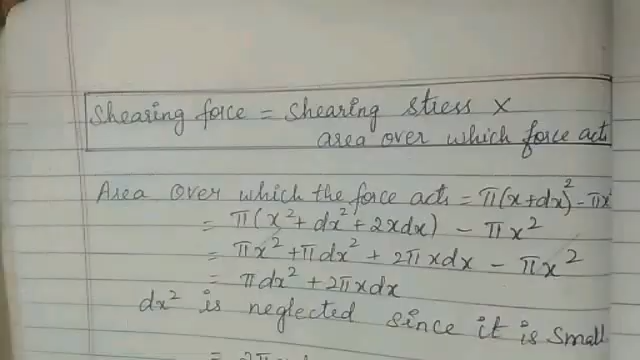 Shearing force = Shearing stress ×
area over which force acts
Area over which the force acts = π(x+dx)² - πx²
= π(x² + dx² + 2xdx) - πx²
= πx² + πdx² + 2πxdx - πx²
= πdx² + 2πxdx
dx² is neglected since it is small